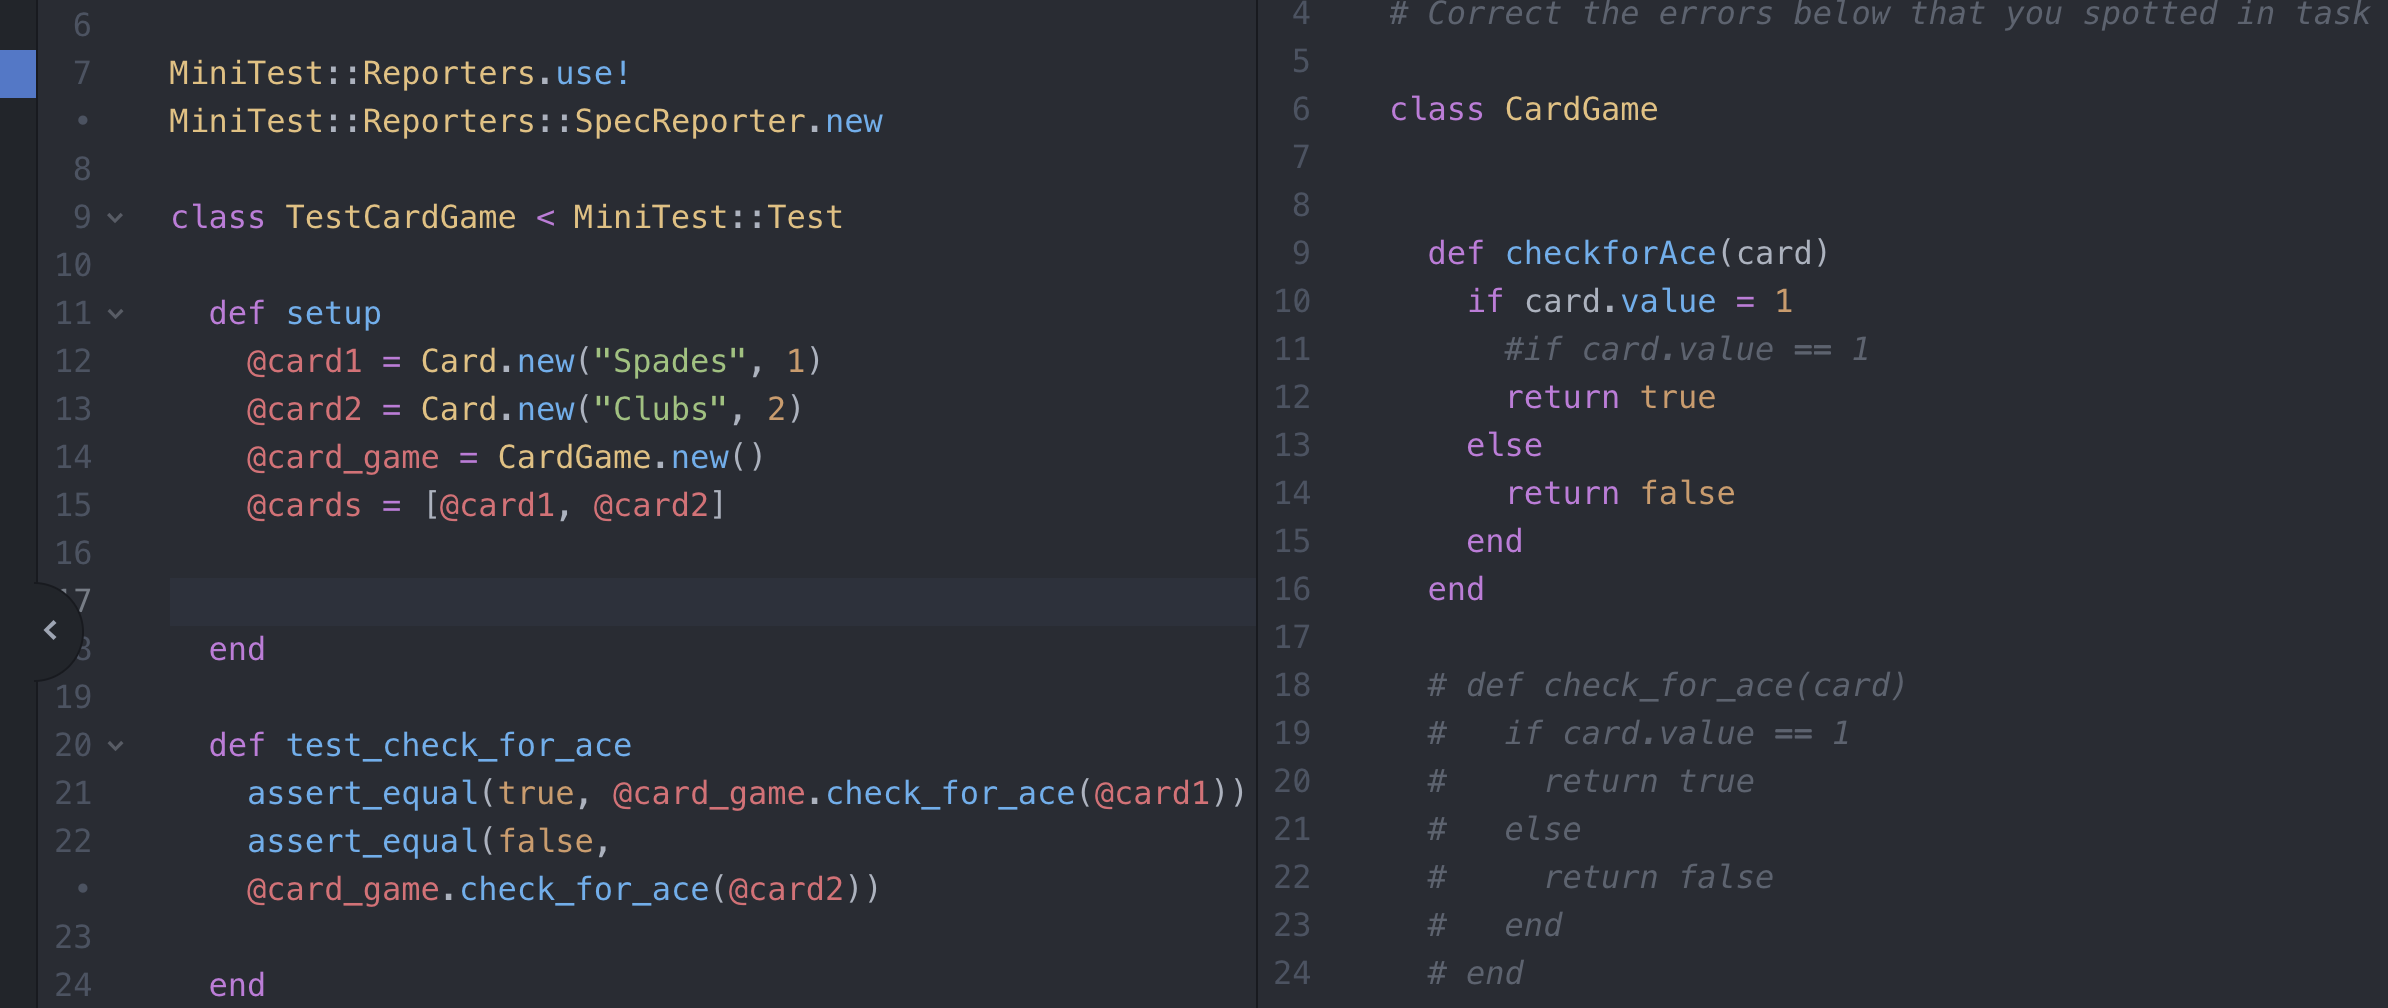 6
7 MiniTest::Reporters.use!
• MiniTest::Reporters::SpecReporter.new
8
9 class TestCardGame < MiniTest::Test
10
11 def setup
12 @card1 = Card.new("Spades", 1)
13 @card2 = Card.new("Clubs", 2)
14 @card_game = CardGame.new()
15 @cards = [@card1, @card2]
16
7
8 end
19
20 def test_check_for_ace
21 assert_equal(true, @card_game.check_for_ace(@card1))
22 assert_equal(false,
• @card_game.check_for_ace(@card2))
23
24 end
4 # Correct the errors below that you spotted in task
5
6 class CardGame
7
8
9 def checkforAce(card)
10 if card.value = 1
11 #if card.value == 1
12 return true
13 else
14 return false
15 end
16 end
17
18 # def check_for_ace(card)
19 # if card.value == 1
20 # return true
21 # else
22 # return false
23 # end
24 # end